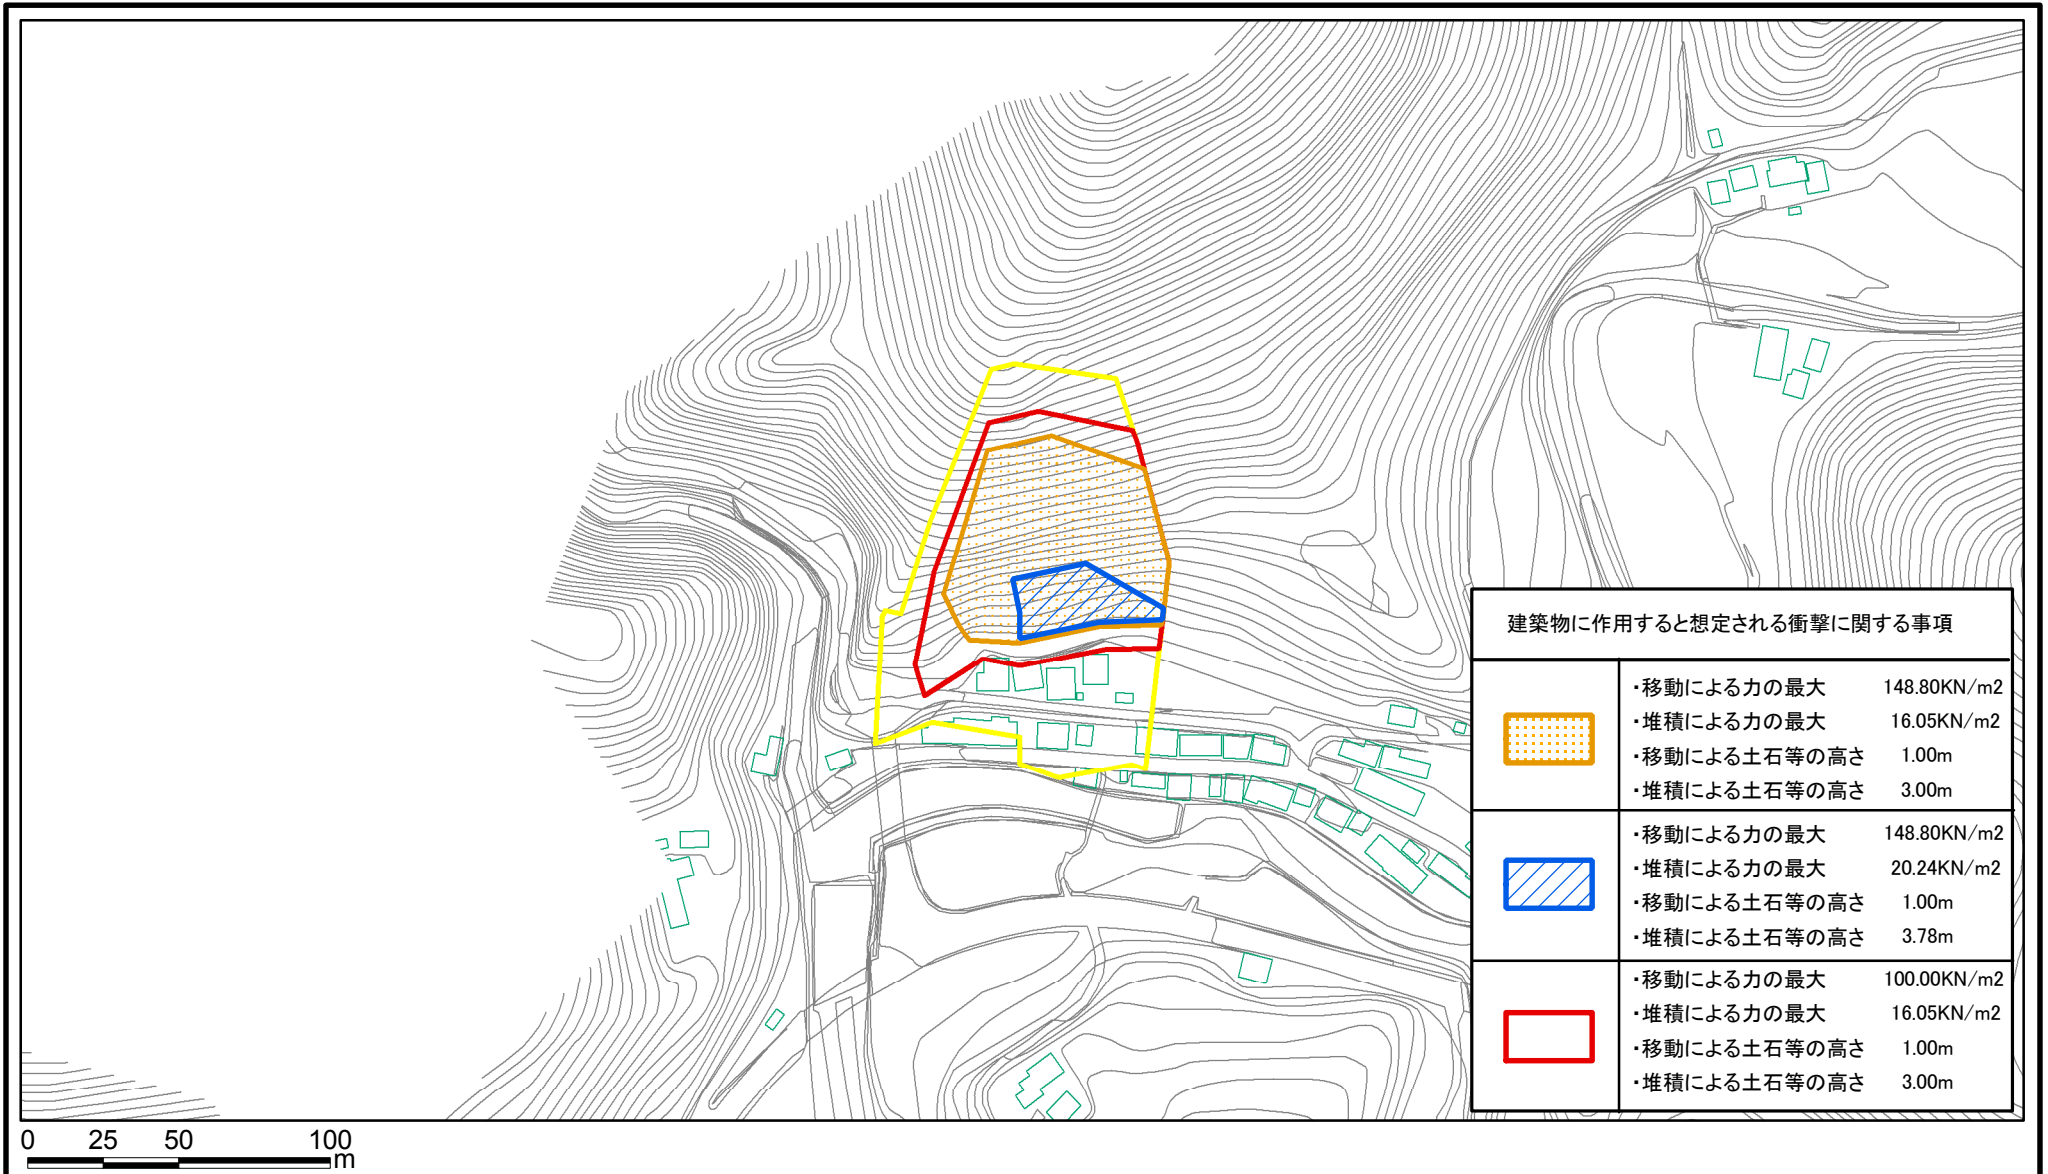 建築物に作用すると想定される衝撃に関する事項
・移動による力の最大 148.80KN/m2
・堆積による力の最大 16.05KN/m2
・移動による土石等の高さ 1.00m
・堆積による土石等の高さ 3.00m
・移動による力の最大 148.80KN/m2
・堆積による力の最大 20.24KN/m2
・移動による土石等の高さ 1.00m
・堆積による土石等の高さ 3.78m
・移動による力の最大 100.00KN/m2
・堆積による力の最大 16.05KN/m2
・移動による土石等の高さ 1.00m
・堆積による土石等の高さ 3.00m
0 25 50 100
m